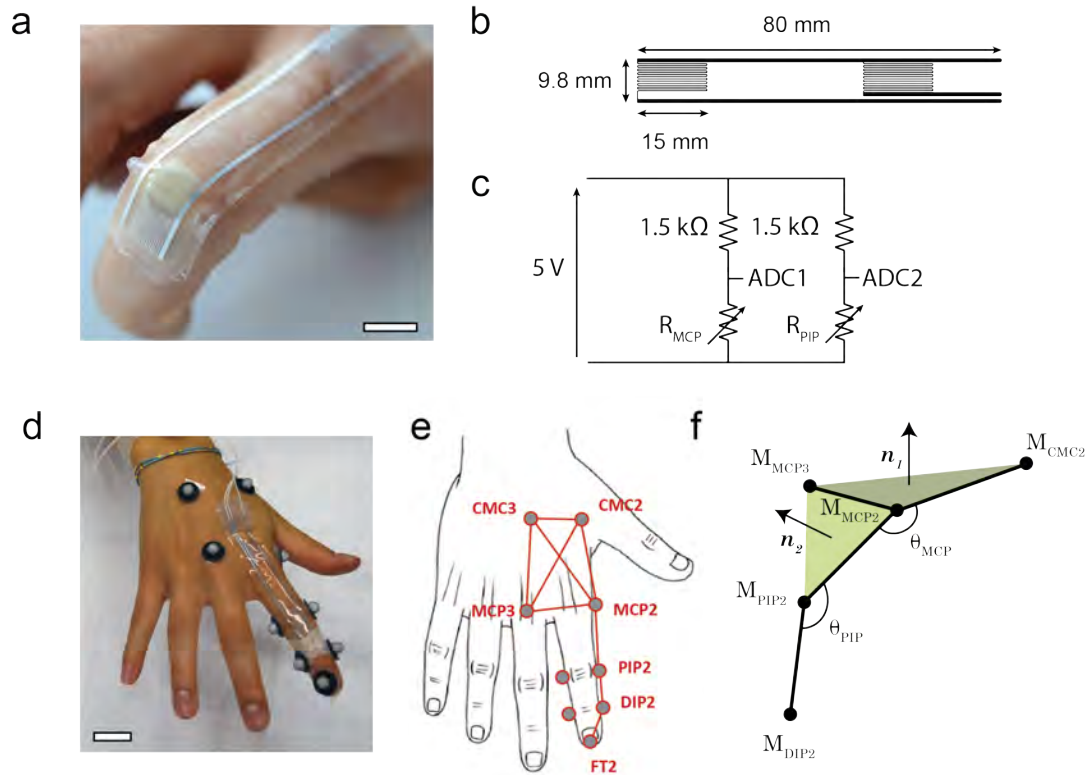 a
b
80 mm
9.8 mm
15 mm
c
1.5 kΩ
1.5 kΩ
5 V
ADC1
ADC2
R_MCP
R_PIP
d
e
CMC3
CMC2
MCP3
MCP2
PIP2
DIP2
FT2
f
M_MCP3
n_1
M_CMC2
M_MCP2
n_2
θ_MCP
M_PIP2
θ_PIP
M_DIP2